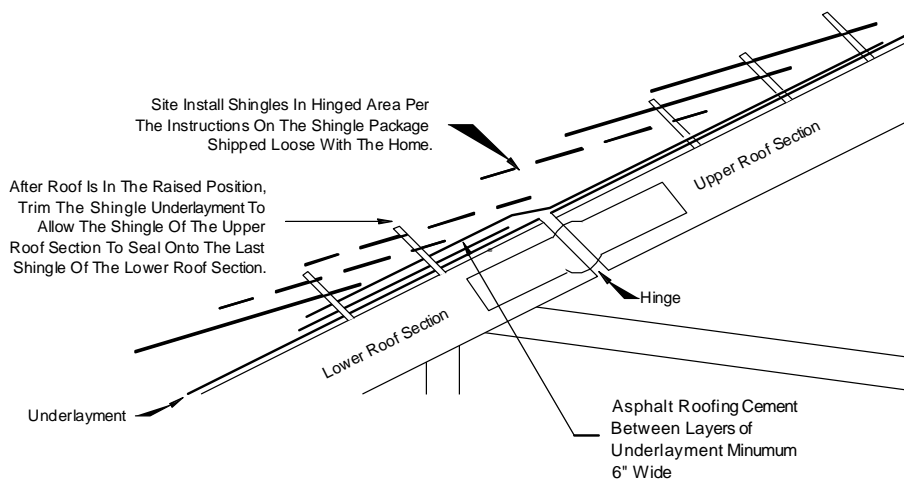 Site Install Shingles In Hinged Area Per
The Instructions On The Shingle Package
Shipped Loose With The Home.
After Roof Is In The Raised Position,
Trim The Shingle Underlayment To
Allow The Shingle Of The Upper
Roof Section To Seal Onto The Last
Shingle Of The Lower Roof Section.
Upper Roof Section
Hinge
Lower Roof Section
Underlayment
Asphalt Roofing Cement
Between Layers of
Underlayment Minumum
6" Wide